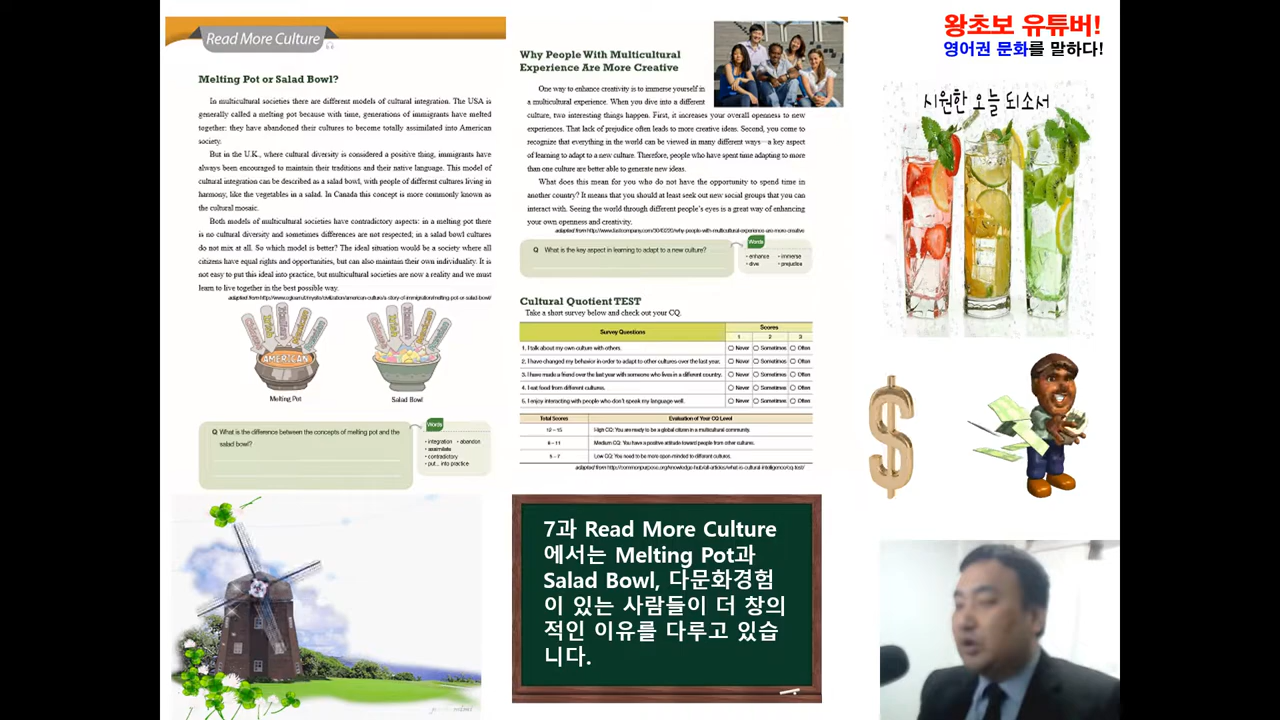 Read More Culture
Melting Pot or Salad Bowl?
In multicultural societies there are different models of cultural integration. The USA is
generally called a melting pot because with time, generations of immigrants have melted
together: they have abandoned their cultures to become totally assimilated into American
society.
But in the U.K., where cultural diversity is considered a positive thing, immigrants have
always been encouraged to maintain their traditions and their native language. This model of
cultural integration can be described as a salad bowl, with people of different cultures living in
harmony, like the vegetables in a salad. In Canada this concept is more commonly known as
the cultural mosaic.
Both models of multicultural societies have contradictory aspects: in a melting pot there
is no cultural diversity and sometimes differences are not respected; in a salad bowl cultures
do not mix at all. So which model is better? The ideal situation would be a society where all
citizens have equal rights and opportunities, but can also maintain their own individuality. It is
not easy to put this ideal into practice, but multicultural societies are now a reality and we must
learn to live together in the best possible way.
AMERICAN
Melting Pot
Salad Bowl
Q What is the difference between the concepts of melting pot and the
salad bowl?
Words
• integration • abandon
• assimilate
• contradictory
• put... into practice
Why People With Multicultural
Experience Are More Creative
One way to enhance creativity is to immerse yourself in
a multicultural experience. When you dive into a different
culture, two interesting things happen. First, it increases your overall openness to new
experiences. That lack of prejudice often leads to more creative ideas. Second, you come to
recognize that everything in the world can be viewed in many different ways—a key aspect
of learning to adapt to a new culture. Therefore, people who have spent time adapting to more
than one culture are better able to generate new ideas.
What does this mean for you who do not have the opportunity to spend time in
another country? It means that you should at least seek out new social groups that you can
interact with. Seeing the world through different people's eyes is a great way of enhancing
your own openness and creativity.
Q What is the key aspect in learning to adapt to a new culture?
Words
• enhance • immerse
• dive • prejudice
Cultural Quotient TEST
Take a short survey below and check out your CQ.
Survey Questions Scores
1 2 3
1. I talk about my own culture with others. Never Sometimes Often
2. I have changed my behavior in order to adapt to other cultures over the last year. Never Sometimes Often
3. I have made a friend over the last year with someone who lives in a different country. Never Sometimes Often
4. I eat food from different cultures. Never Sometimes Often
5. I enjoy interacting with people who don't speak my language well. Never Sometimes Often
Total Scores Evaluation of Your CQ Level
12 – 15 High CQ: You are ready to be a global citizen in a multicultural community.
8 – 11 Medium CQ: You have a positive attitude toward people from other cultures.
5 – 7 Low CQ: You need to be more open-minded to different cultures.
왕초보 유튜버!
영어권 문화를 말하다!
시원한 오늘 되소서
7과 Read More Culture
에서는 Melting Pot과
Salad Bowl, 다문화경험
이 있는 사람들이 더 창의
적인 이유를 다루고 있습
니다.